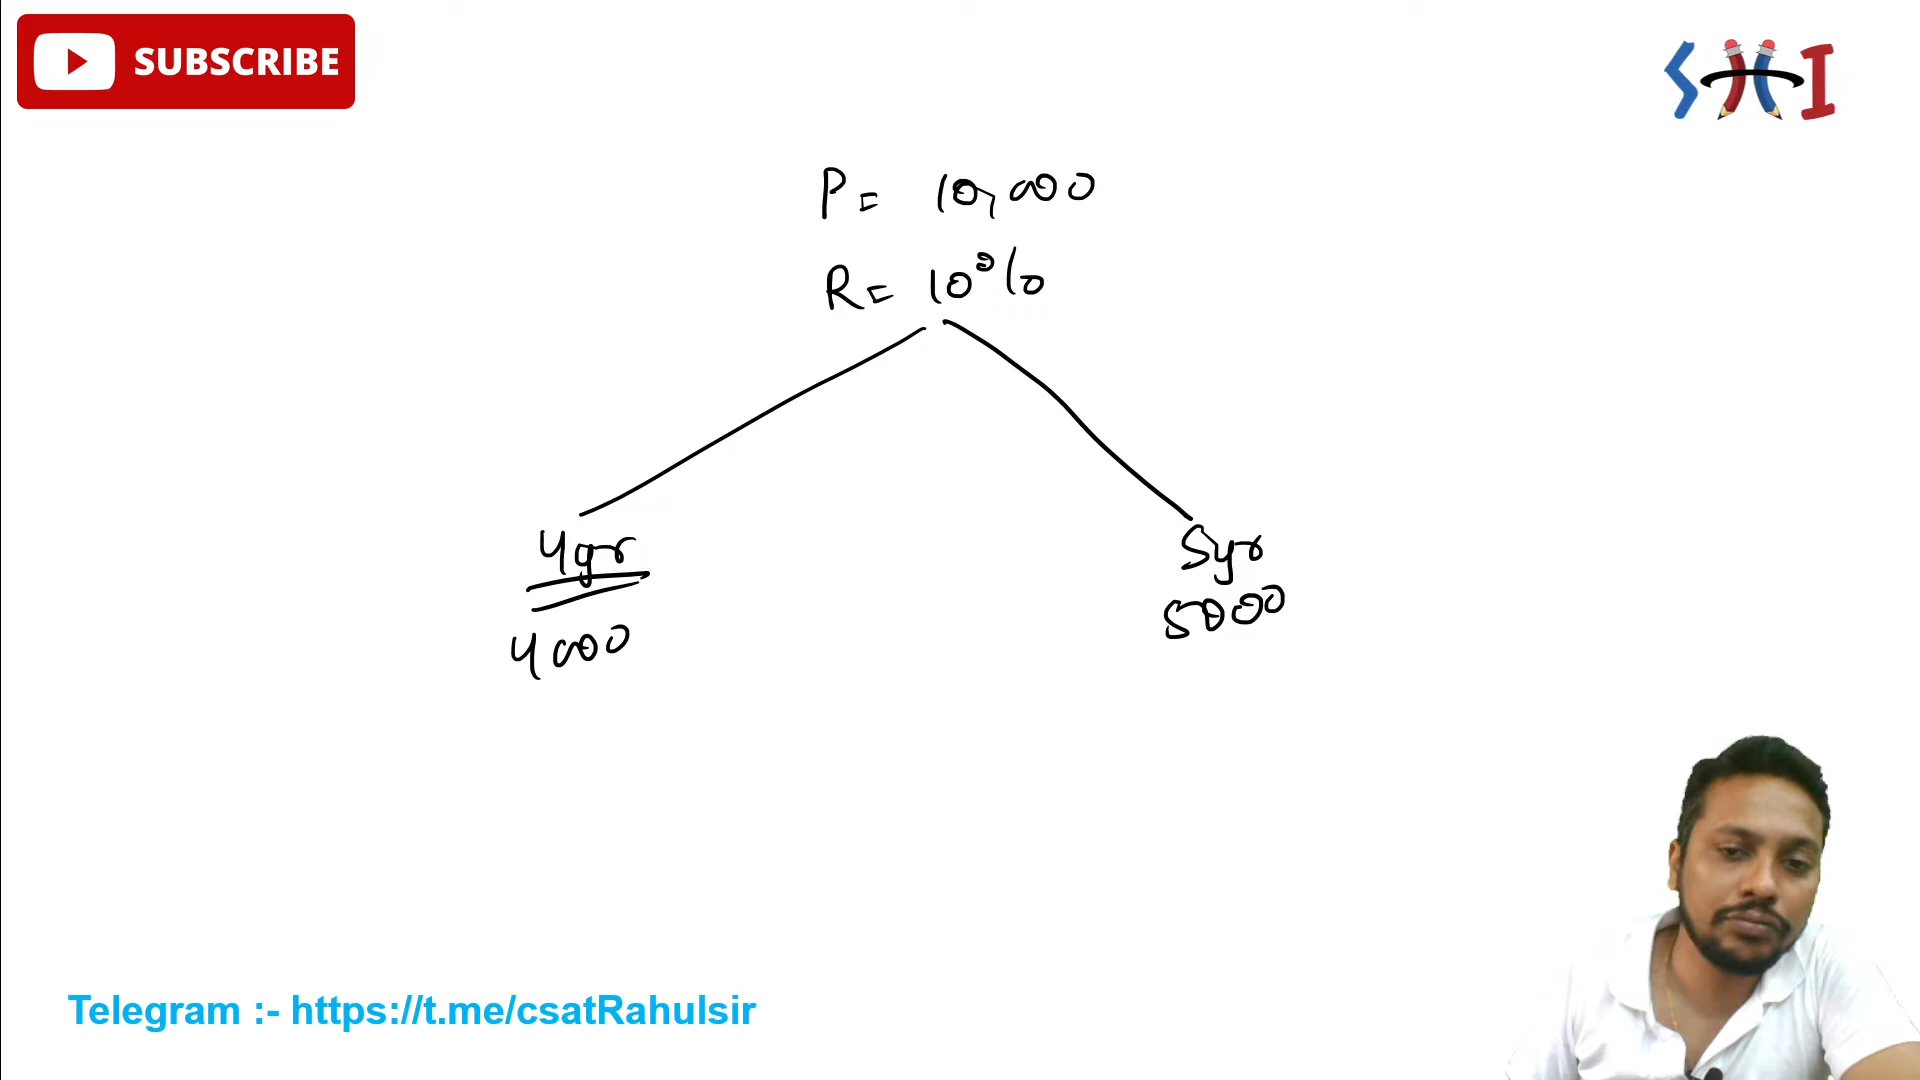 SUBSCRIBE
P= 10,000
R= 10%
4yr
4000
5yr
5000
Telegram :- https://t.me/csatRahulsir